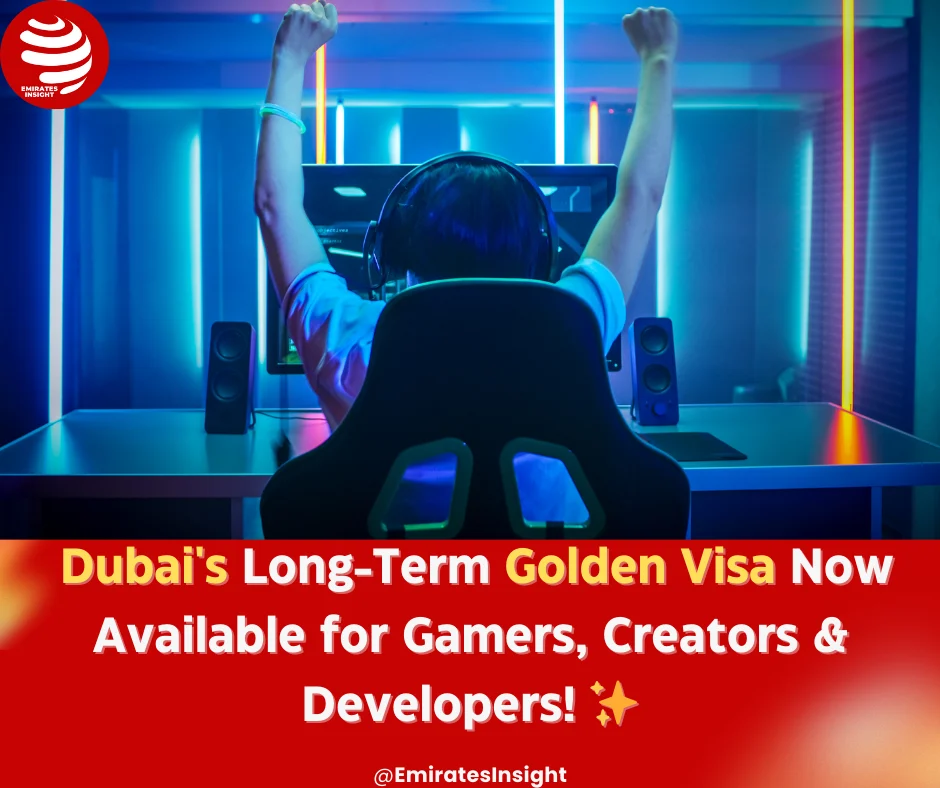 EMIRATES
INSIGHT
Dubai's Long-Term Golden Visa Now
Available for Gamers, Creators &
Developers! ✨
@EmiratesInsight